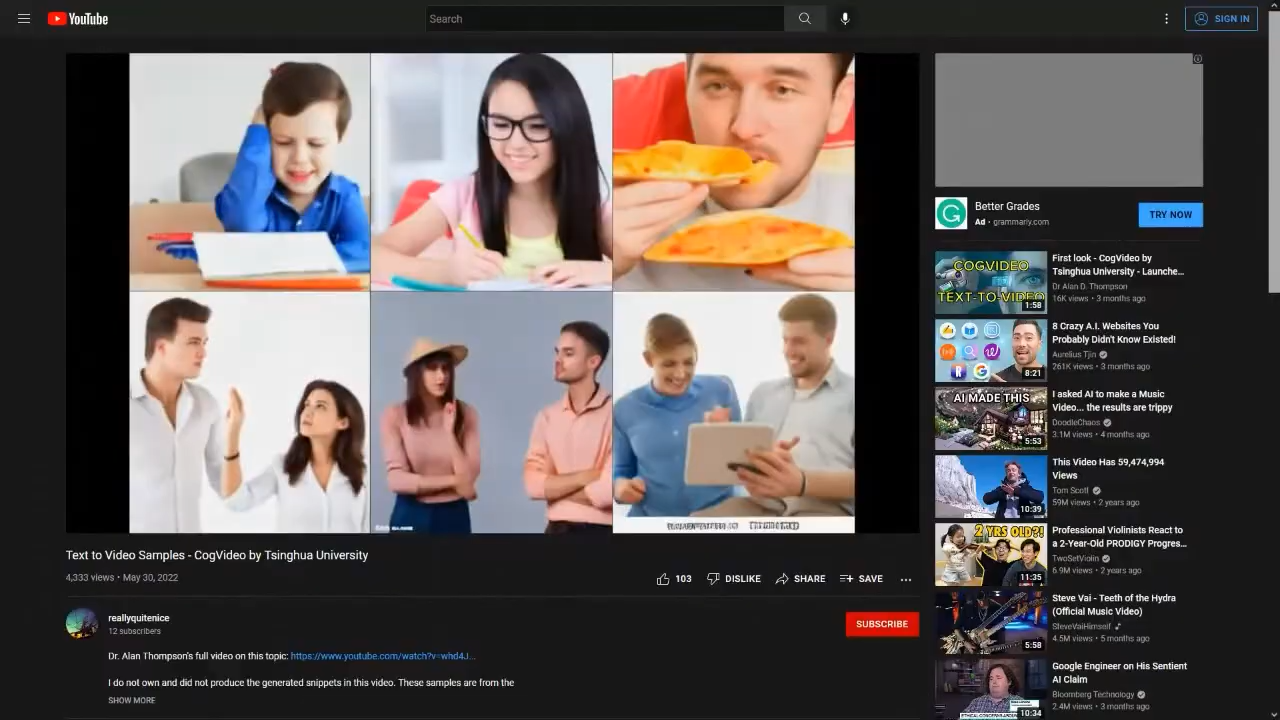 YouTube
Search
SIGN IN
Better Grades
Ad • grammarly.com
TRY NOW
COGVIDEO
TEXT-TO-VIDEO
1:58
First look - CogVideo by
Tsinghua University - Launche...
Dr Alan D. Thompson
16K views • 3 months ago
8:21
8 Crazy A.I. Websites You
Probably Didn't Know Existed!
Aurelius Tjin
261K views • 3 months ago
AI MADE THIS
5:53
I asked AI to make a Music
Video... the results are trippy
DoodleChaos
3.1M views • 4 months ago
10:39
This Video Has 59,474,994
Views
Tom Scott
59M views • 2 years ago
2 YRS OLD?!
11:35
Professional Violinists React to
a 2-Year-Old PRODIGY Progres...
TwoSetViolin
6.9M views • 2 years ago
5:58
Steve Vai - Teeth of the Hydra
(Official Music Video)
SteveVaiHimself
4.5M views • 5 months ago
10:34
Google Engineer on His Sentient
AI Claim
Bloomberg Technology
2.4M views • 3 months ago
Text to Video Samples - CogVideo by Tsinghua University
4,333 views • May 30, 2022
103
DISLIKE
SHARE
SAVE
reallyquitenice
12 subscribers
SUBSCRIBE
Dr. Alan Thompson's full video on this topic: https://www.youtube.com/watch?v=whd4J...
I do not own and did not produce the generated snippets in this video. These samples are from the
SHOW MORE